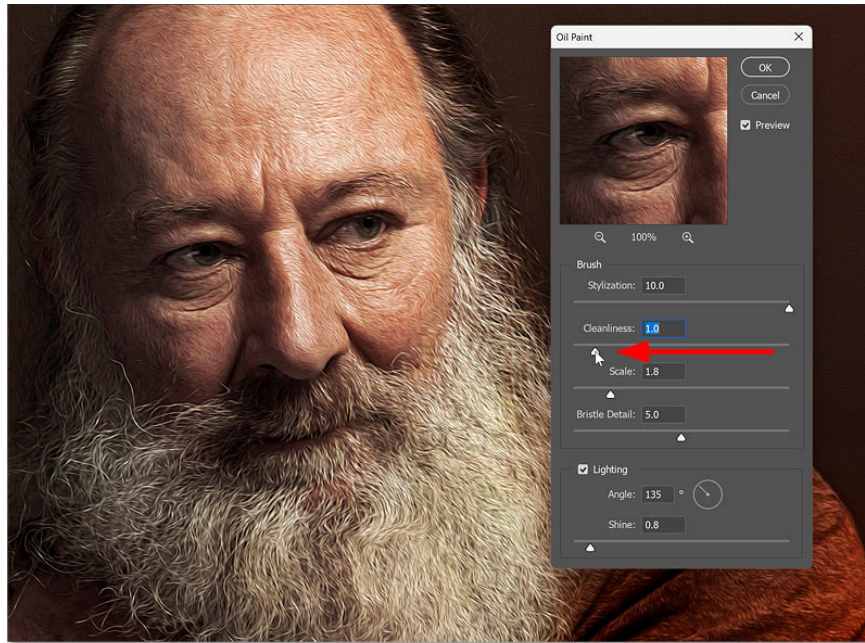 Oil Paint
OK
Cancel
Preview
100%
Brush
Stylization: 10.0
Cleanliness: 1.0
Scale: 1.8
Bristle Detail: 5.0
Lighting
Angle: 135 °
Shine: 0.8